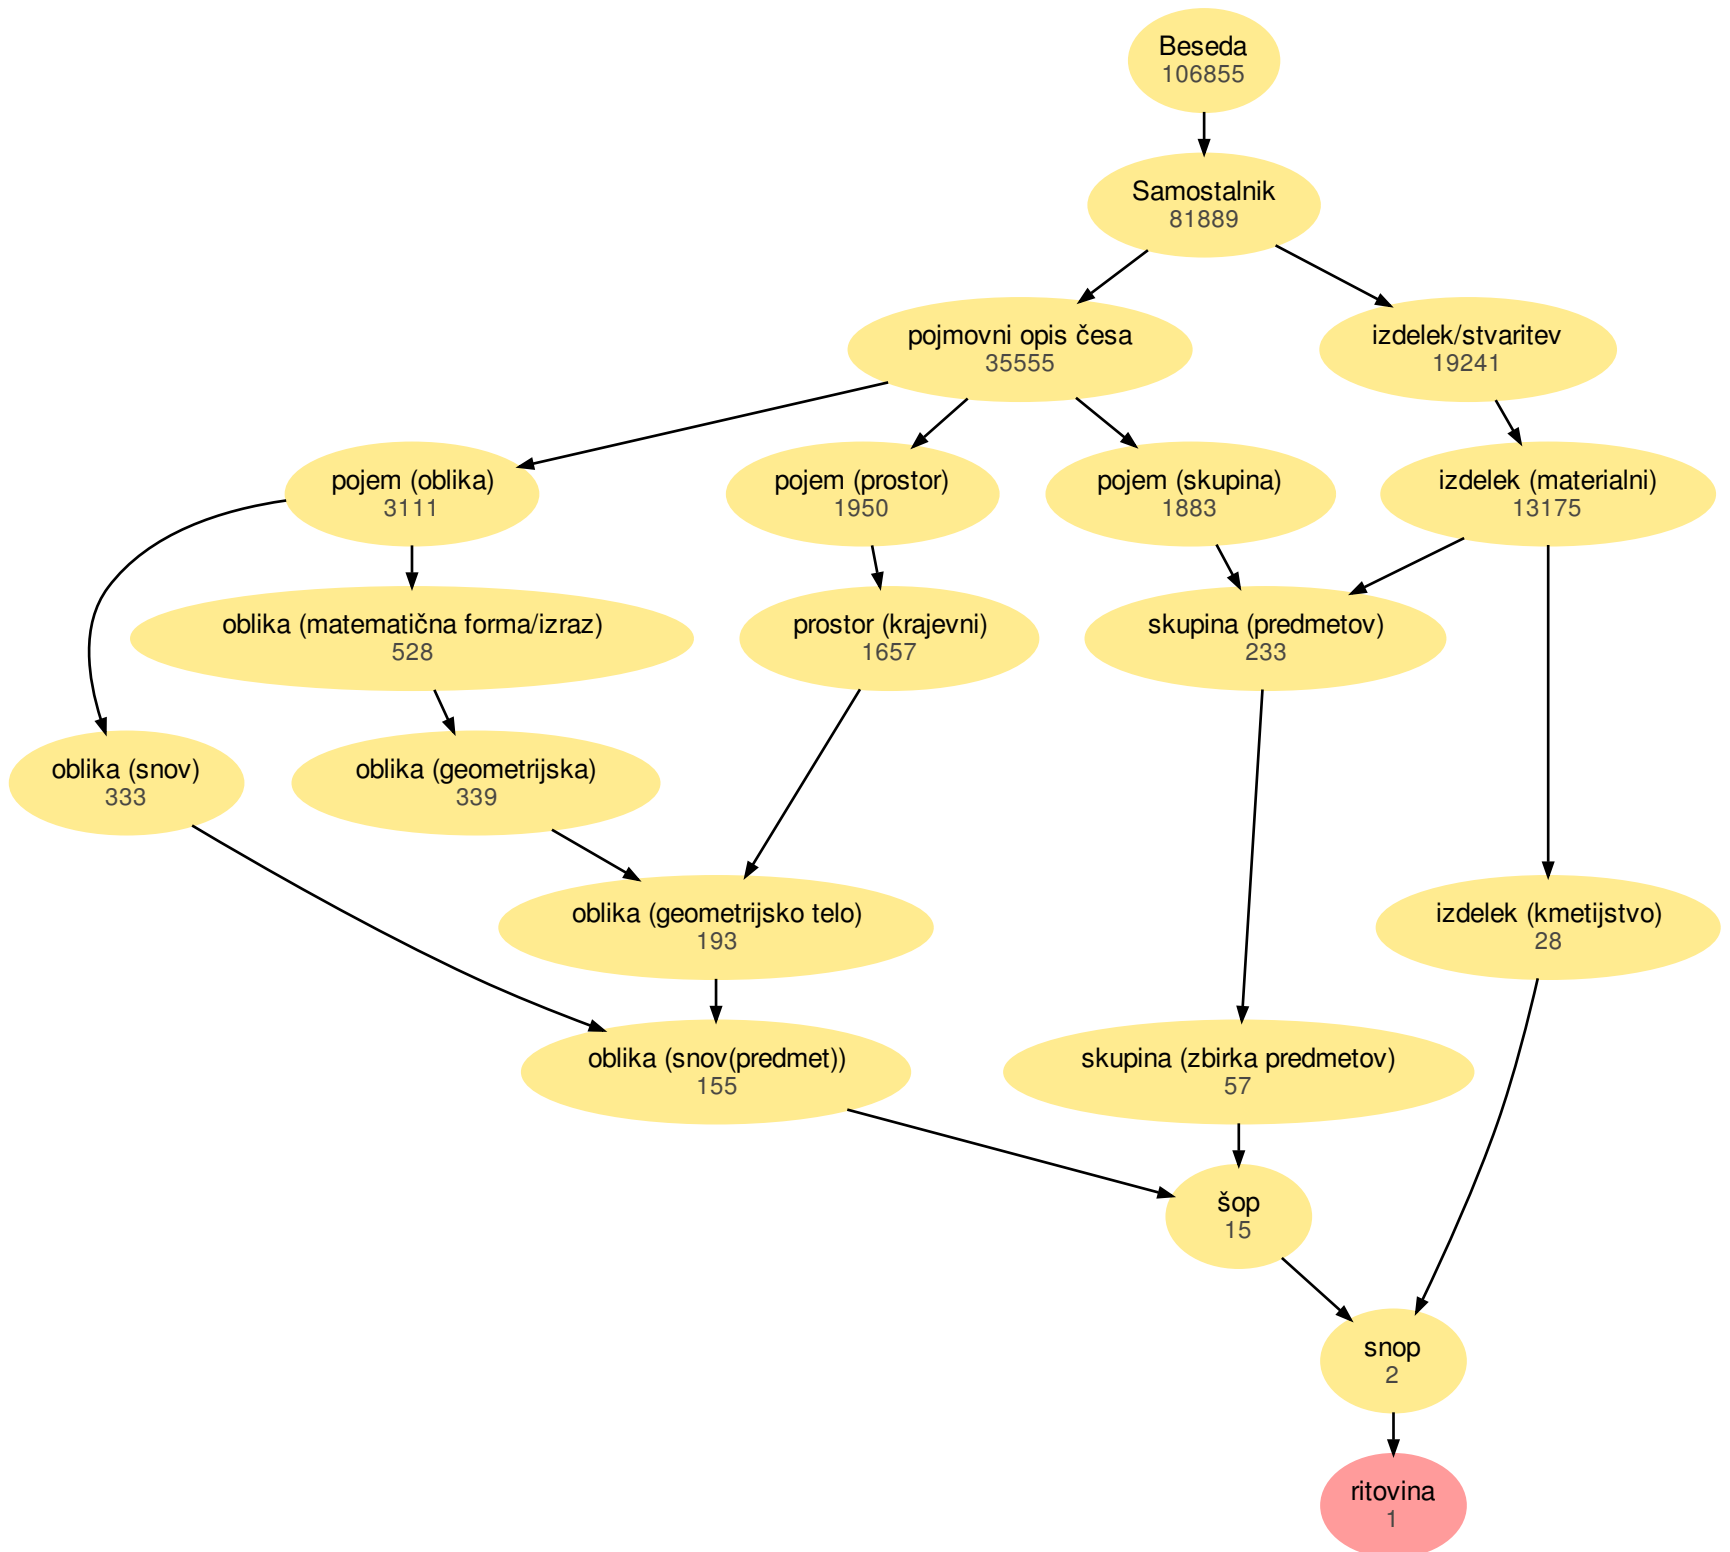 Beseda
106855
Samostalnik
81889
pojmovni opis česa
35555
izdelek/stvaritev
19241
pojem (oblika)
3111
pojem (prostor)
1950
pojem (skupina)
1883
izdelek (materialni)
13175
oblika (matematična forma/izraz)
528
prostor (krajevni)
1657
skupina (predmetov)
233
oblika (snov)
333
oblika (geometrijska)
339
oblika (geometrijsko telo)
193
izdelek (kmetijstvo)
28
oblika (snov(predmet))
155
skupina (zbirka predmetov)
57
šop
15
snop
2
ritovina
1